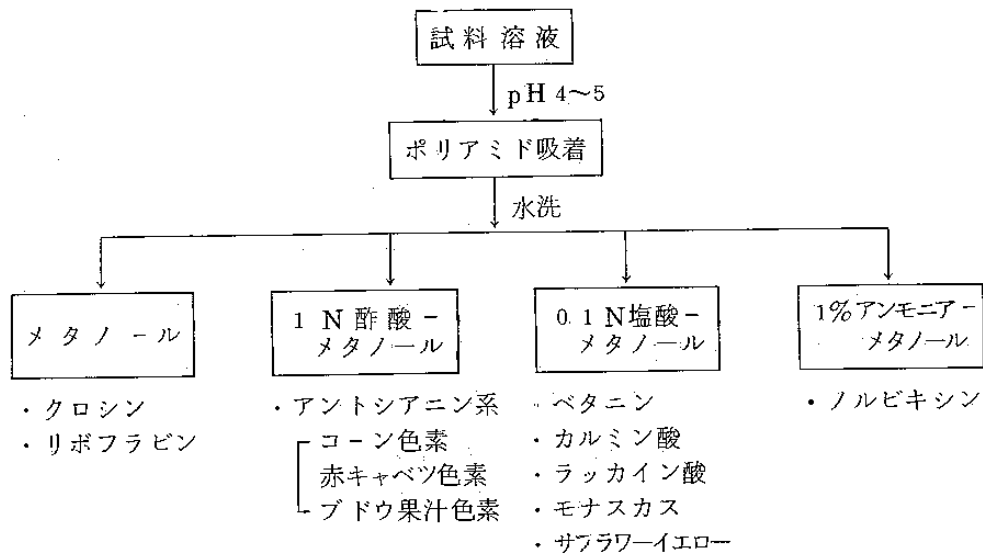 試料溶液
pH 4〜5
ポリアミド吸着
水洗
メタノール
1N酢酸−
メタノール
0.1N塩酸−
メタノール
1%アンモニア−
メタノール
・クロシン
・リボフラビン
・アントシアニン系
コーン色素
赤キャベツ色素
ブドウ果汁色素
・ベタニン
・カルミン酸
・ラッカイン酸
・モナスカス
・サフラワーイエロー
・ノルビキシン